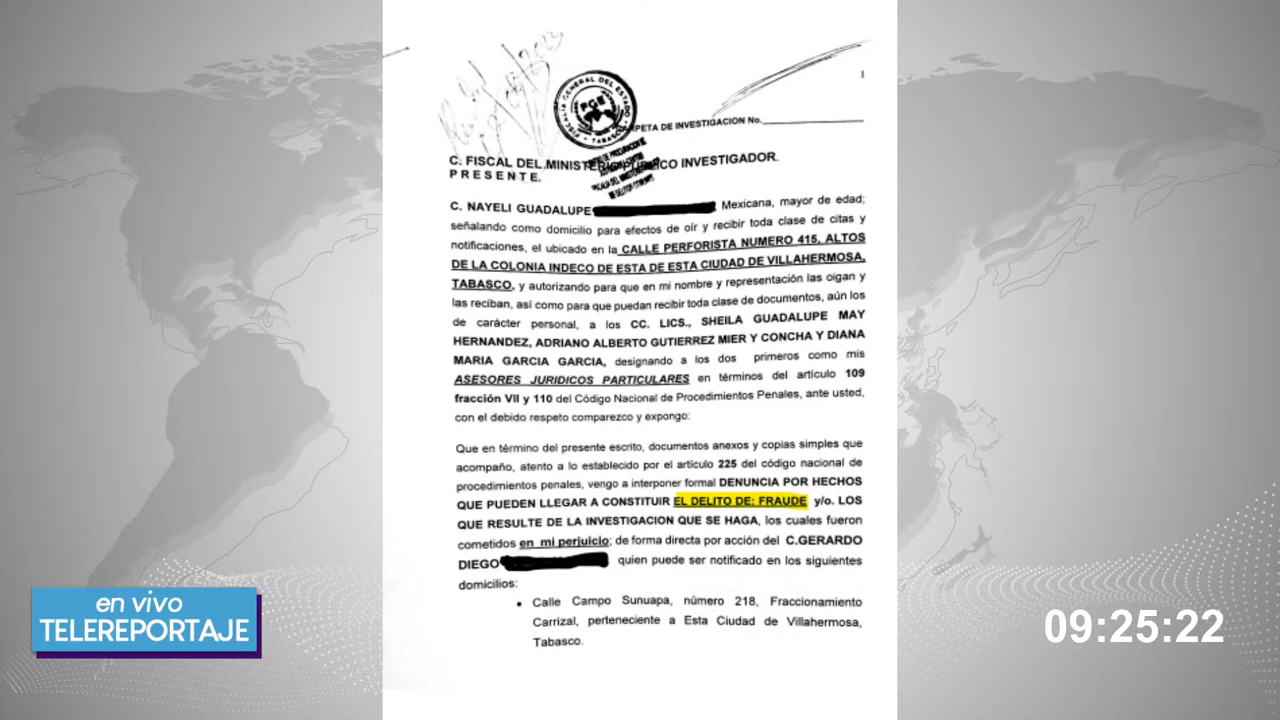 1
FISCALIA GENERAL DEL ESTADO
FGE
TABASCO
PETA DE INVESTIGACION No.
C. FISCAL DEL MINISTERIO PUBLICO INVESTIGADOR.
P R E S E N T E.
C. NAYELI GUADALUPE Mexicana, mayor de edad;
señalando como domicilio para efectos de oír y recibir toda clase de citas y
notificaciones, el ubicado en la CALLE PERFORISTA NUMERO 415, ALTOS
DE LA COLONIA INDECO DE ESTA DE ESTA CIUDAD DE VILLAHERMOSA,
TABASCO, y autorizando para que en mi nombre y representación las oigan y
las reciban, así como para que puedan recibir toda clase de documentos, aún los
de carácter personal, a los CC. LICS., SHEILA GUADALUPE MAY
HERNANDEZ, ADRIANO ALBERTO GUTIERREZ MIER Y CONCHA Y DIANA
MARIA GARCIA GARCIA, designando a los dos primeros como mis
ASESORES JURIDICOS PARTICULARES en términos del artículo 109
fracción VII y 110 del Código Nacional de Procedimientos Penales, ante usted,
con el debido respeto comparezco y expongo:
Que en término del presente escrito, documentos anexos y copias simples que
acompaño, atento a lo establecido por el artículo 225 del código nacional de
procedimientos penales, vengo a interponer formal DENUNCIA POR HECHOS
QUE PUEDEN LLEGAR A CONSTITUIR EL DELITO DE: FRAUDE y/o. LOS
QUE RESULTE DE LA INVESTIGACION QUE SE HAGA, los cuales fueron
cometidos en mi perjuicio; de forma directa por acción del C.GERARDO
DIEGO quien puede ser notificado en los siguientes
domicilios:
• Calle Campo Sunuapa, número 218, Fraccionamiento
Carrizal, perteneciente a Esta Ciudad de Villahermosa,
Tabasco.
en vivo
TELEREPORTAJE
09:25:22